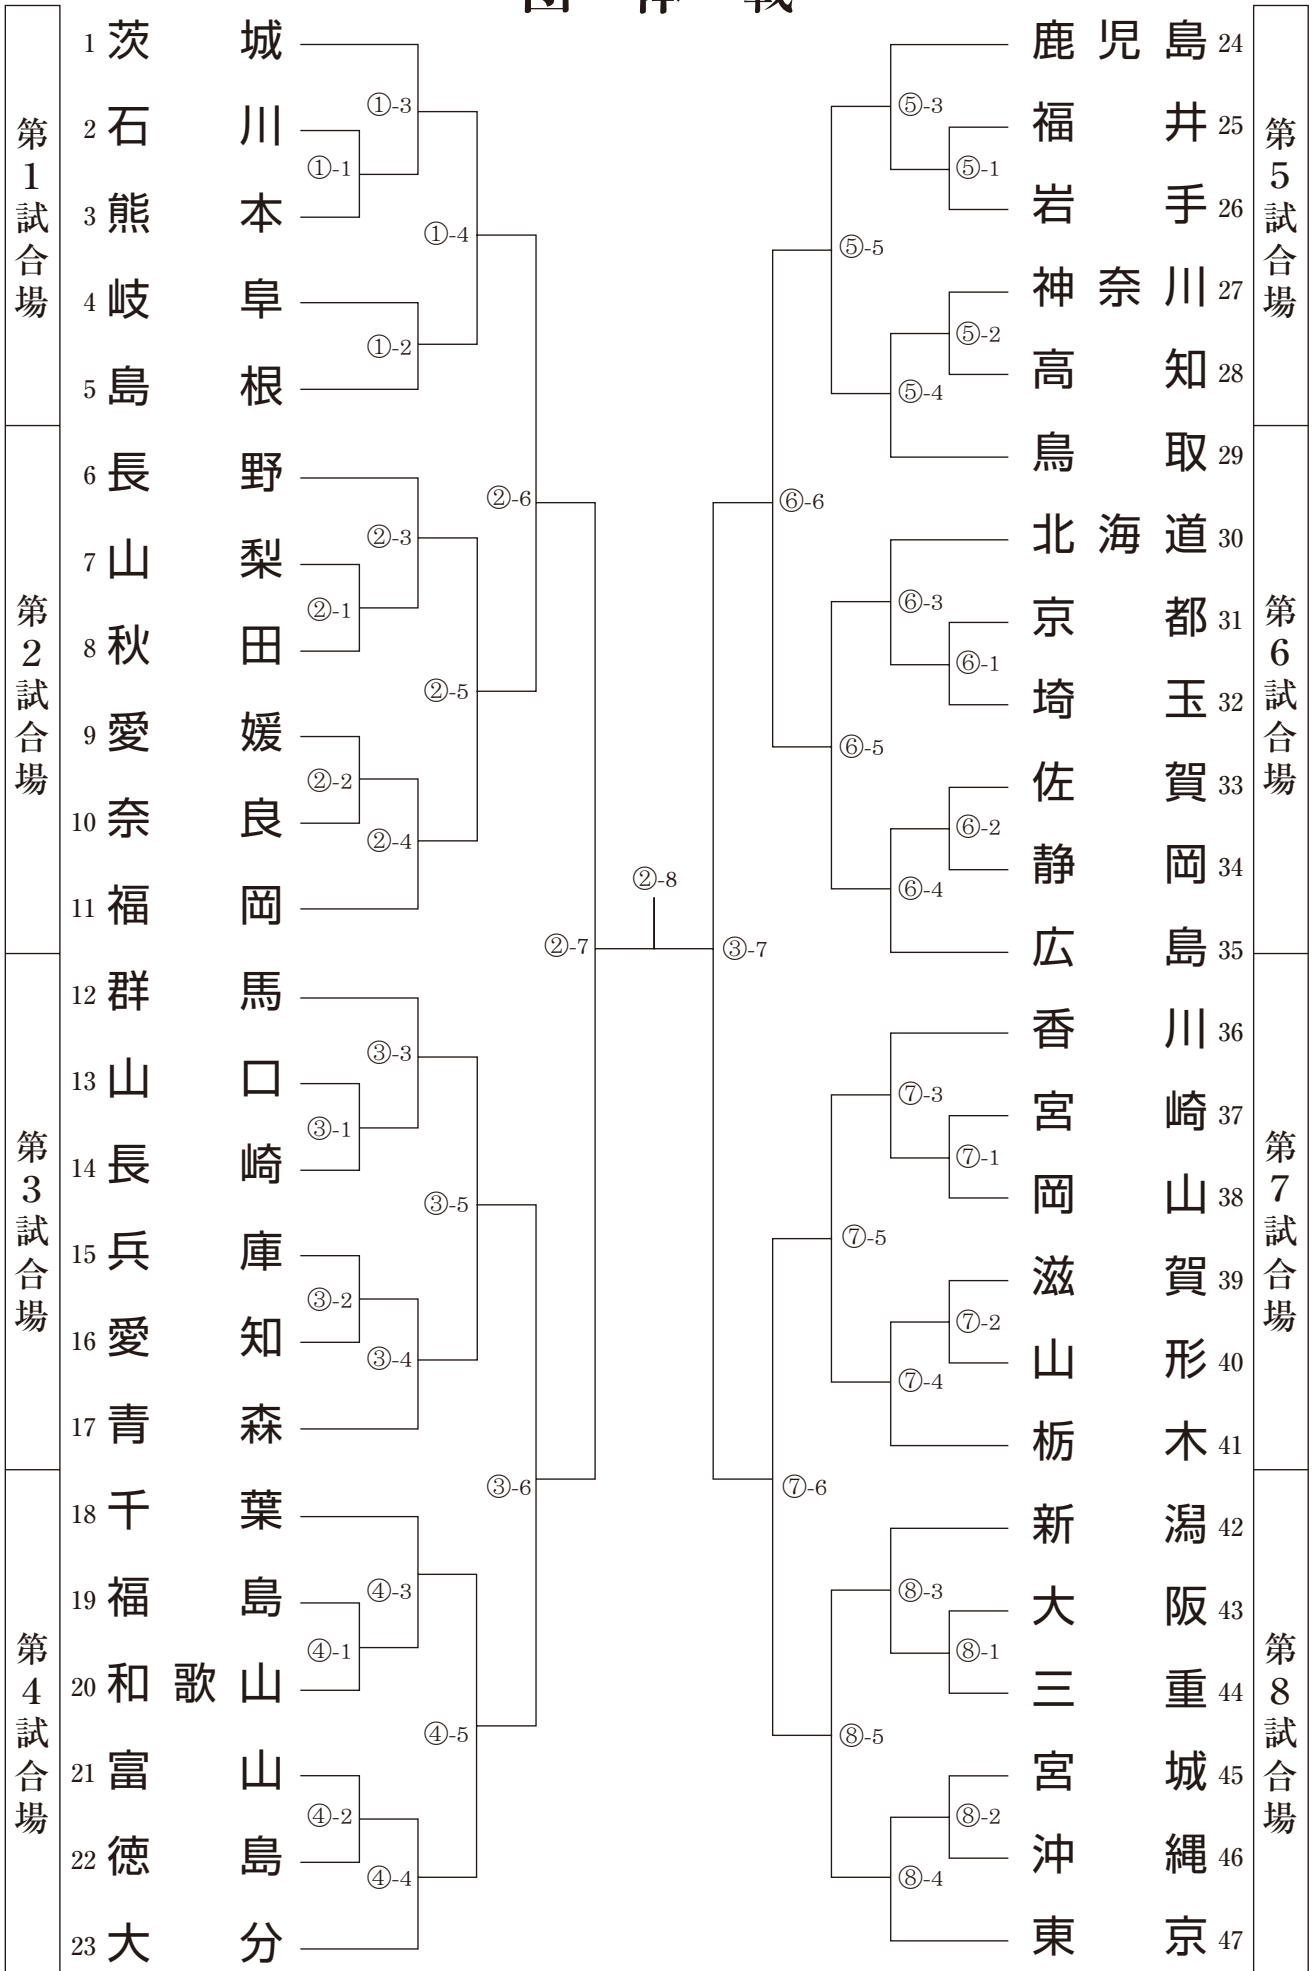 団体戦
第1試合場
1 茨城
2 石川
3 熊本
4 岐阜
5 島根
①-1
①-2
①-3
①-4
第2試合場
6 長野
7 山梨
8 秋田
9 愛媛
10 奈良
11 福岡
②-1
②-2
②-3
②-4
②-5
②-6
②-7
②-8
第3試合場
12 群馬
13 山口
14 長崎
15 兵庫
16 愛知
17 青森
③-1
③-2
③-3
③-4
③-5
③-6
③-7
第4試合場
18 千葉
19 福島
20 和歌山
21 富山
22 徳島
23 大分
④-1
④-2
④-3
④-4
④-5
第5試合場
鹿児島 24
福井 25
岩手 26
神奈川 27
高知 28
鳥取 29
⑤-1
⑤-2
⑤-3
⑤-4
⑤-5
第6試合場
北海道 30
京都 31
埼玉 32
佐賀 33
静岡 34
広島 35
⑥-1
⑥-2
⑥-3
⑥-4
⑥-5
⑥-6
第7試合場
香川 36
宮崎 37
岡山 38
滋賀 39
山形 40
栃木 41
⑦-1
⑦-2
⑦-3
⑦-4
⑦-5
⑦-6
第8試合場
新潟 42
大阪 43
三重 44
宮城 45
沖縄 46
東京 47
⑧-1
⑧-2
⑧-3
⑧-4
⑧-5